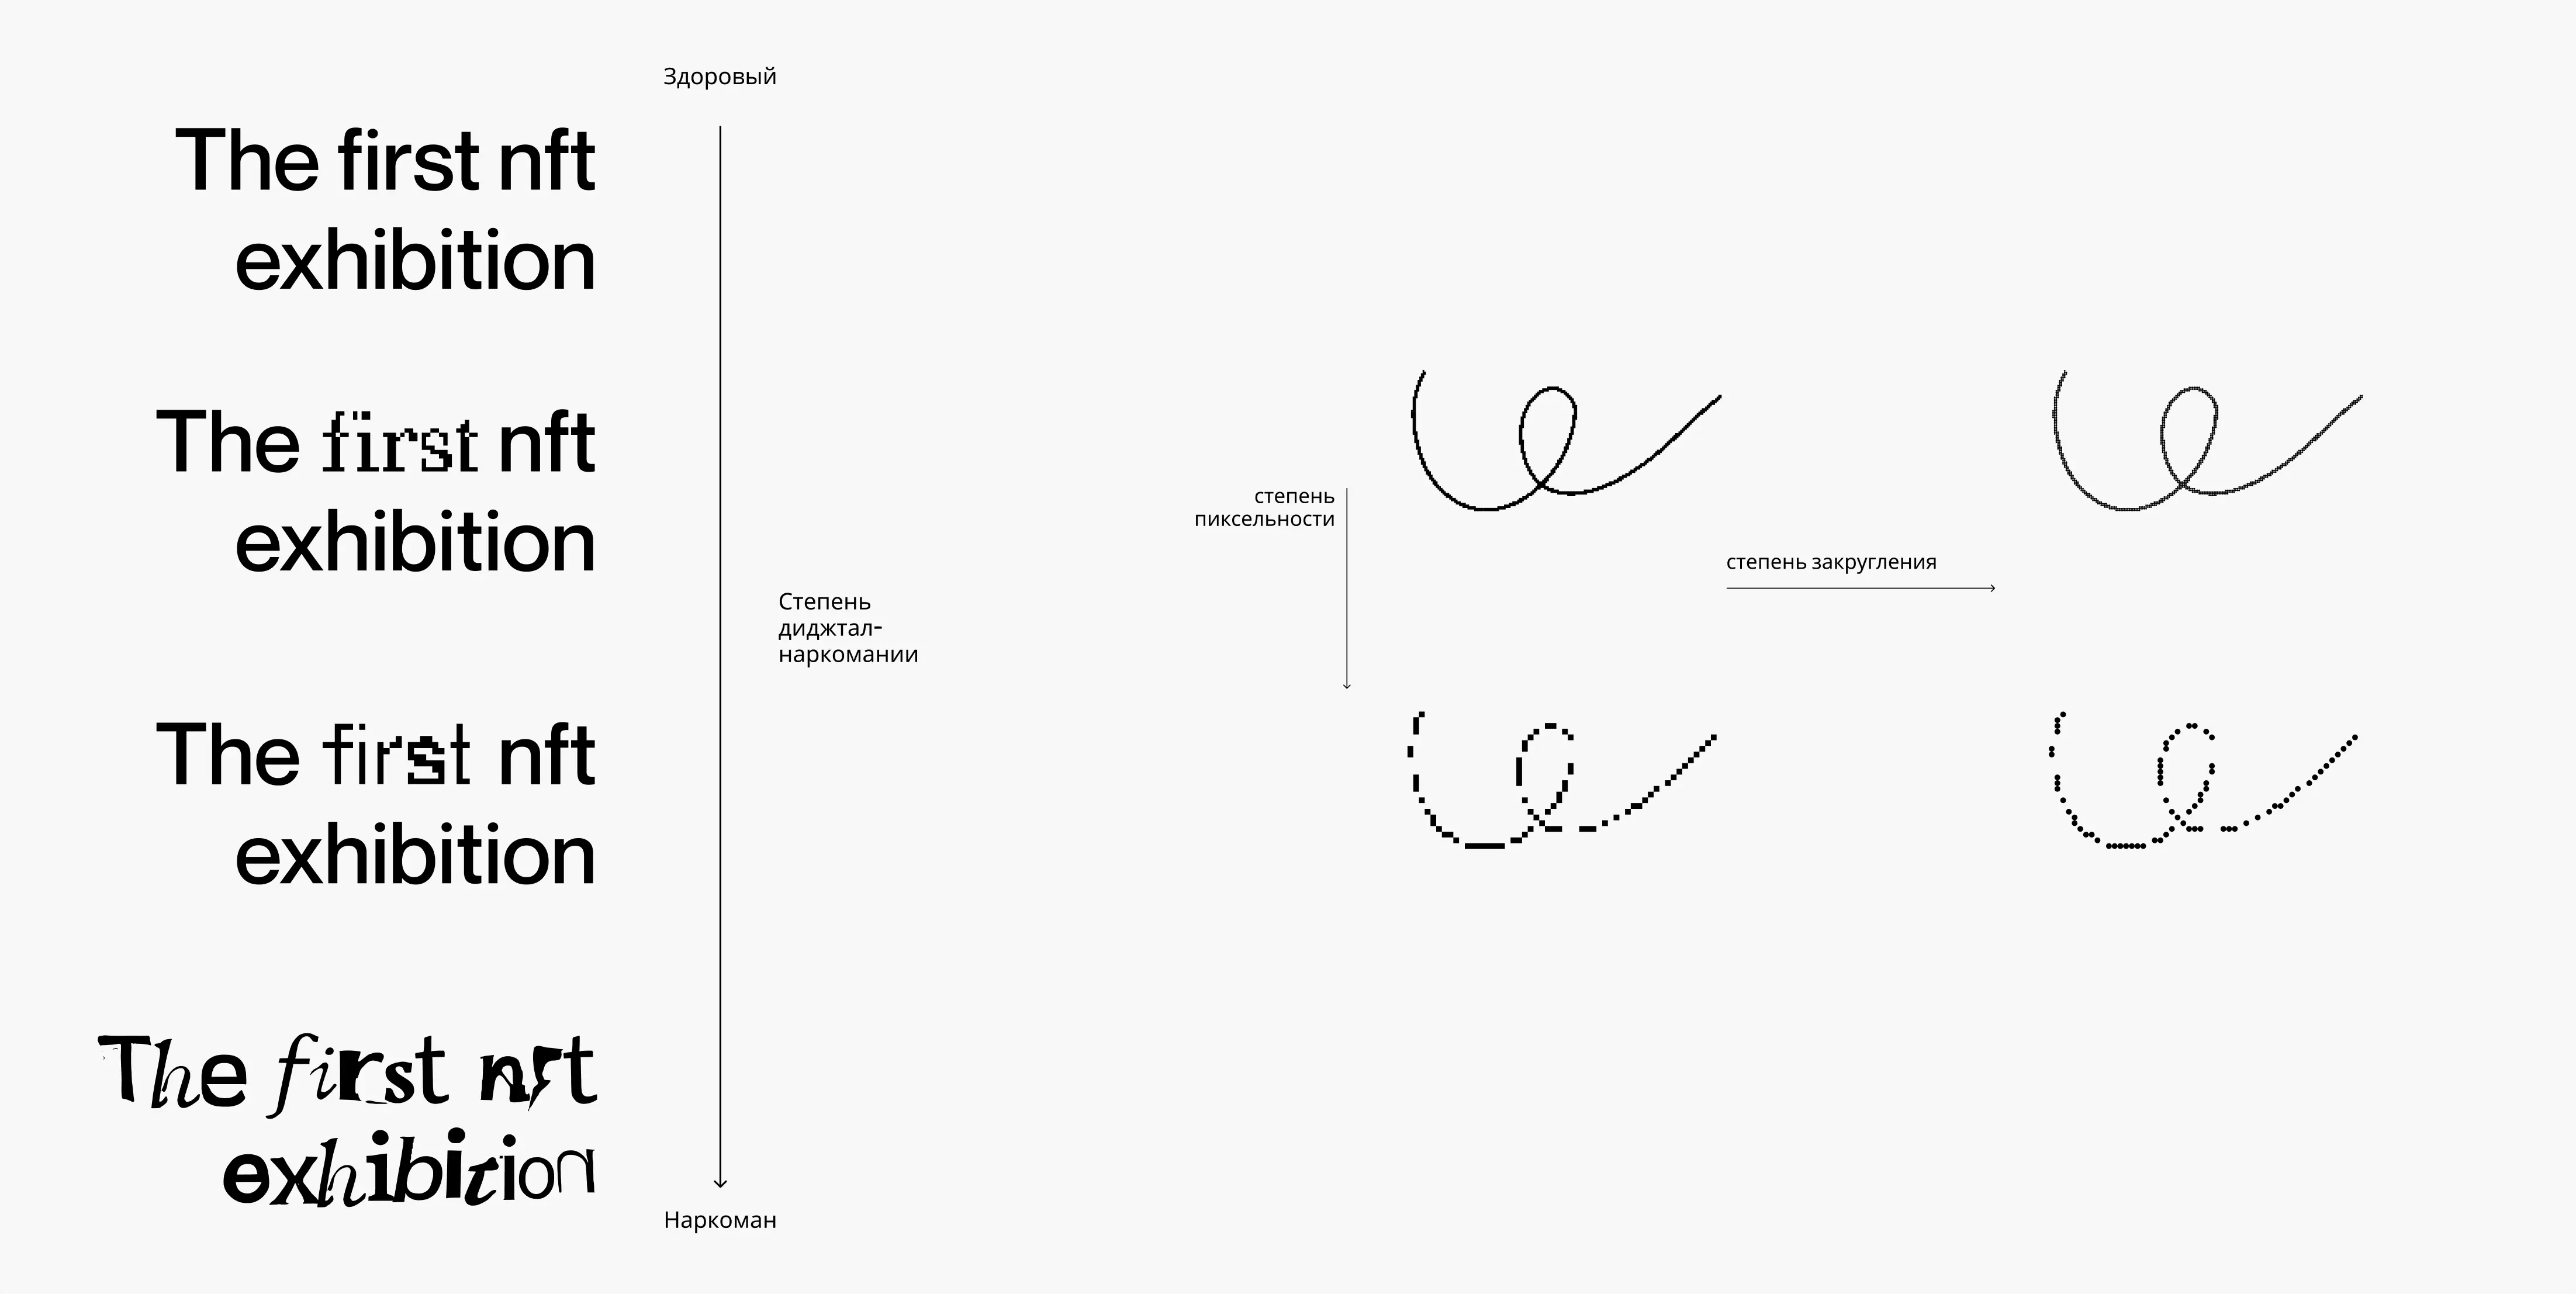 Здоровый
The first nft
exhibition
The first nft
exhibition
Степень
диджтал-
наркомании
The first nft
exhibition
The first nft
exhibition
Наркоман
степень
пиксельности
степень закругления